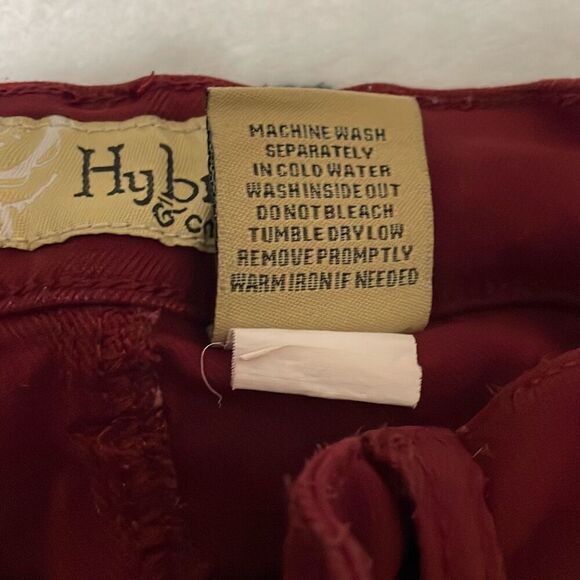 Hyb
&
MACHINE WASH
SEPARATELY
IN COLD WATER
WASH INSIDE OUT
DO NOT BLEACH
TUMBLE DRY LOW
REMOVE PROMPTLY
WARM IRON IF NEEDED